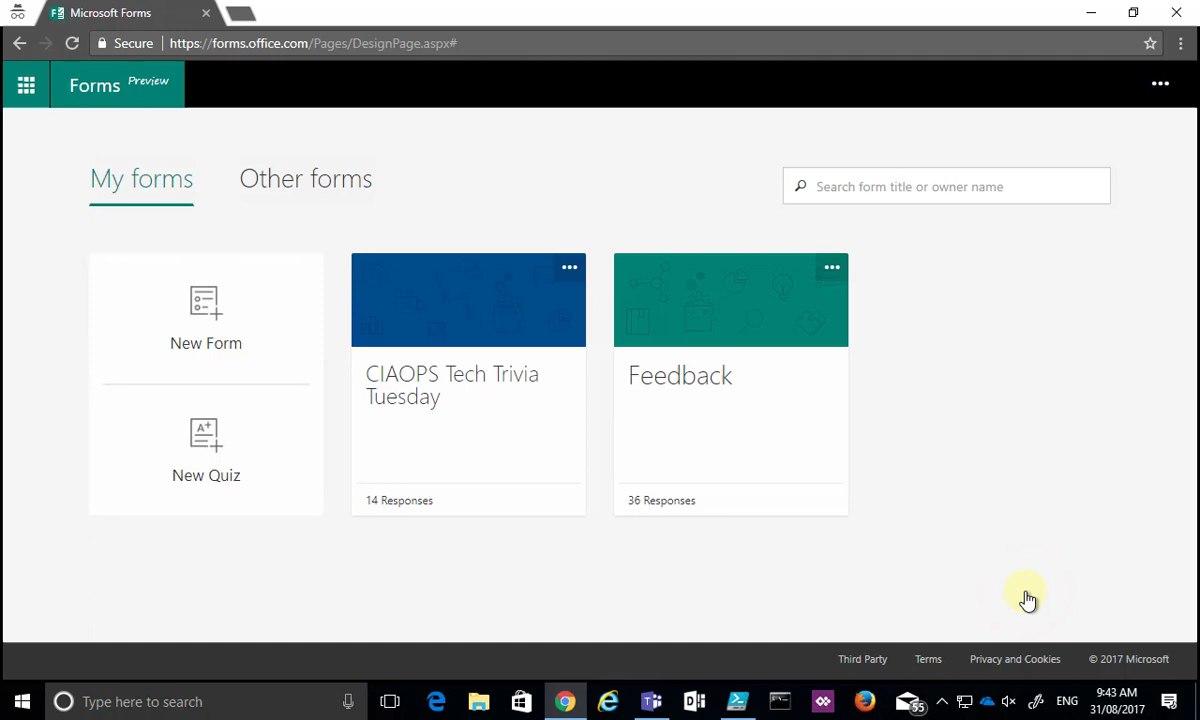 Microsoft Forms
Secure
https://forms.office.com/Pages/DesignPage.aspx#
Forms Preview
My forms
Other forms
Search form title or owner name
New Form
New Quiz
CIAOPS Tech Trivia
Tuesday
14 Responses
Feedback
36 Responses
Third Party
Terms
Privacy and Cookies
© 2017 Microsoft
Type here to search
55
ENG
9:43 AM
31/08/2017